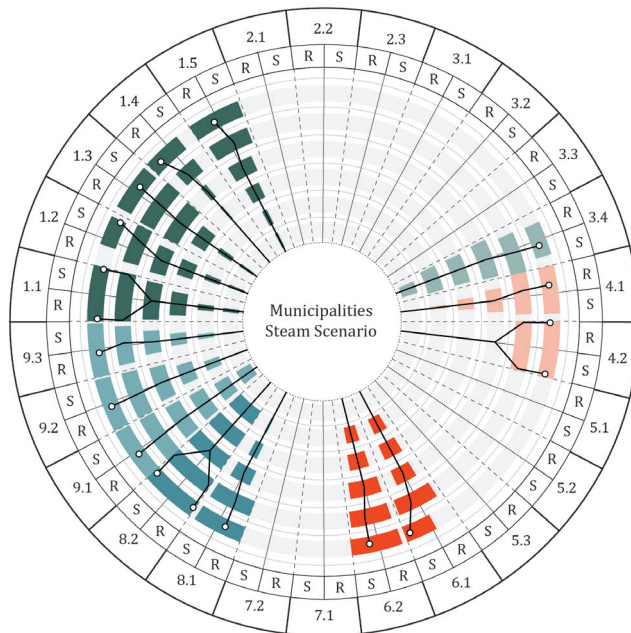 2.2
R S
2.3
R S
3.1
R S
3.2
R S
3.3
R S
3.4
R S
4.1
R S
4.2
R S
5.1
R S
5.2
R S
5.3
R S
6.1
R S
6.2
R S
7.1
R S
7.2
R S
8.1
R S
8.2
R S
9.1
R S
9.2
R S
9.3
R S
1.1
R S
1.2
R S
1.3
R S
1.4
R S
1.5
R S
2.1
R S
Municipalities
Steam Scenario